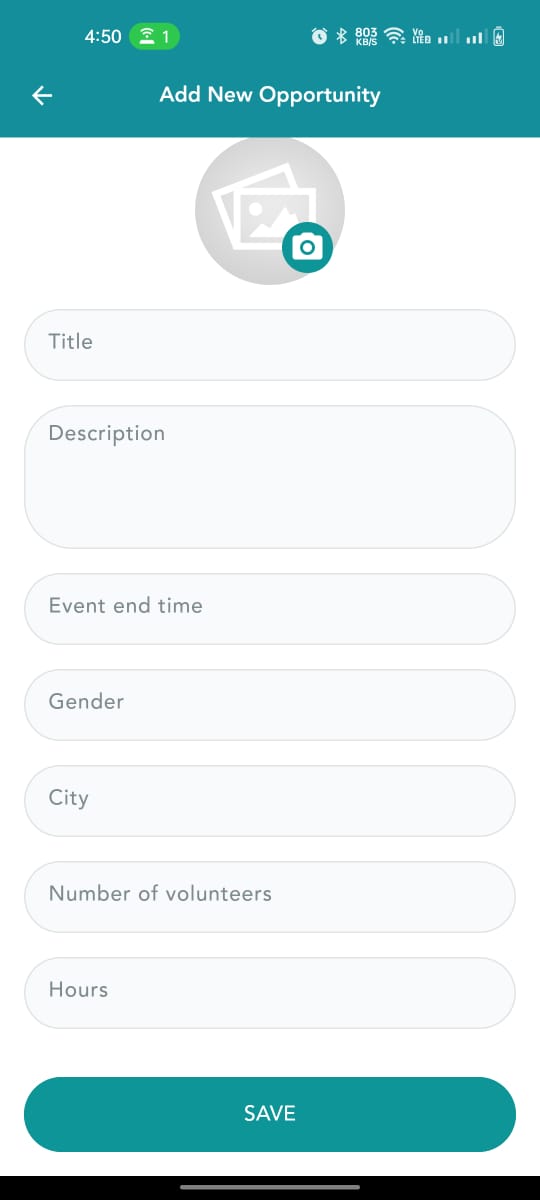 4:50 1 803 KB/S Vo LTE 2
Add New Opportunity
Title
Description
Event end time
Gender
City
Number of volunteers
Hours
SAVE